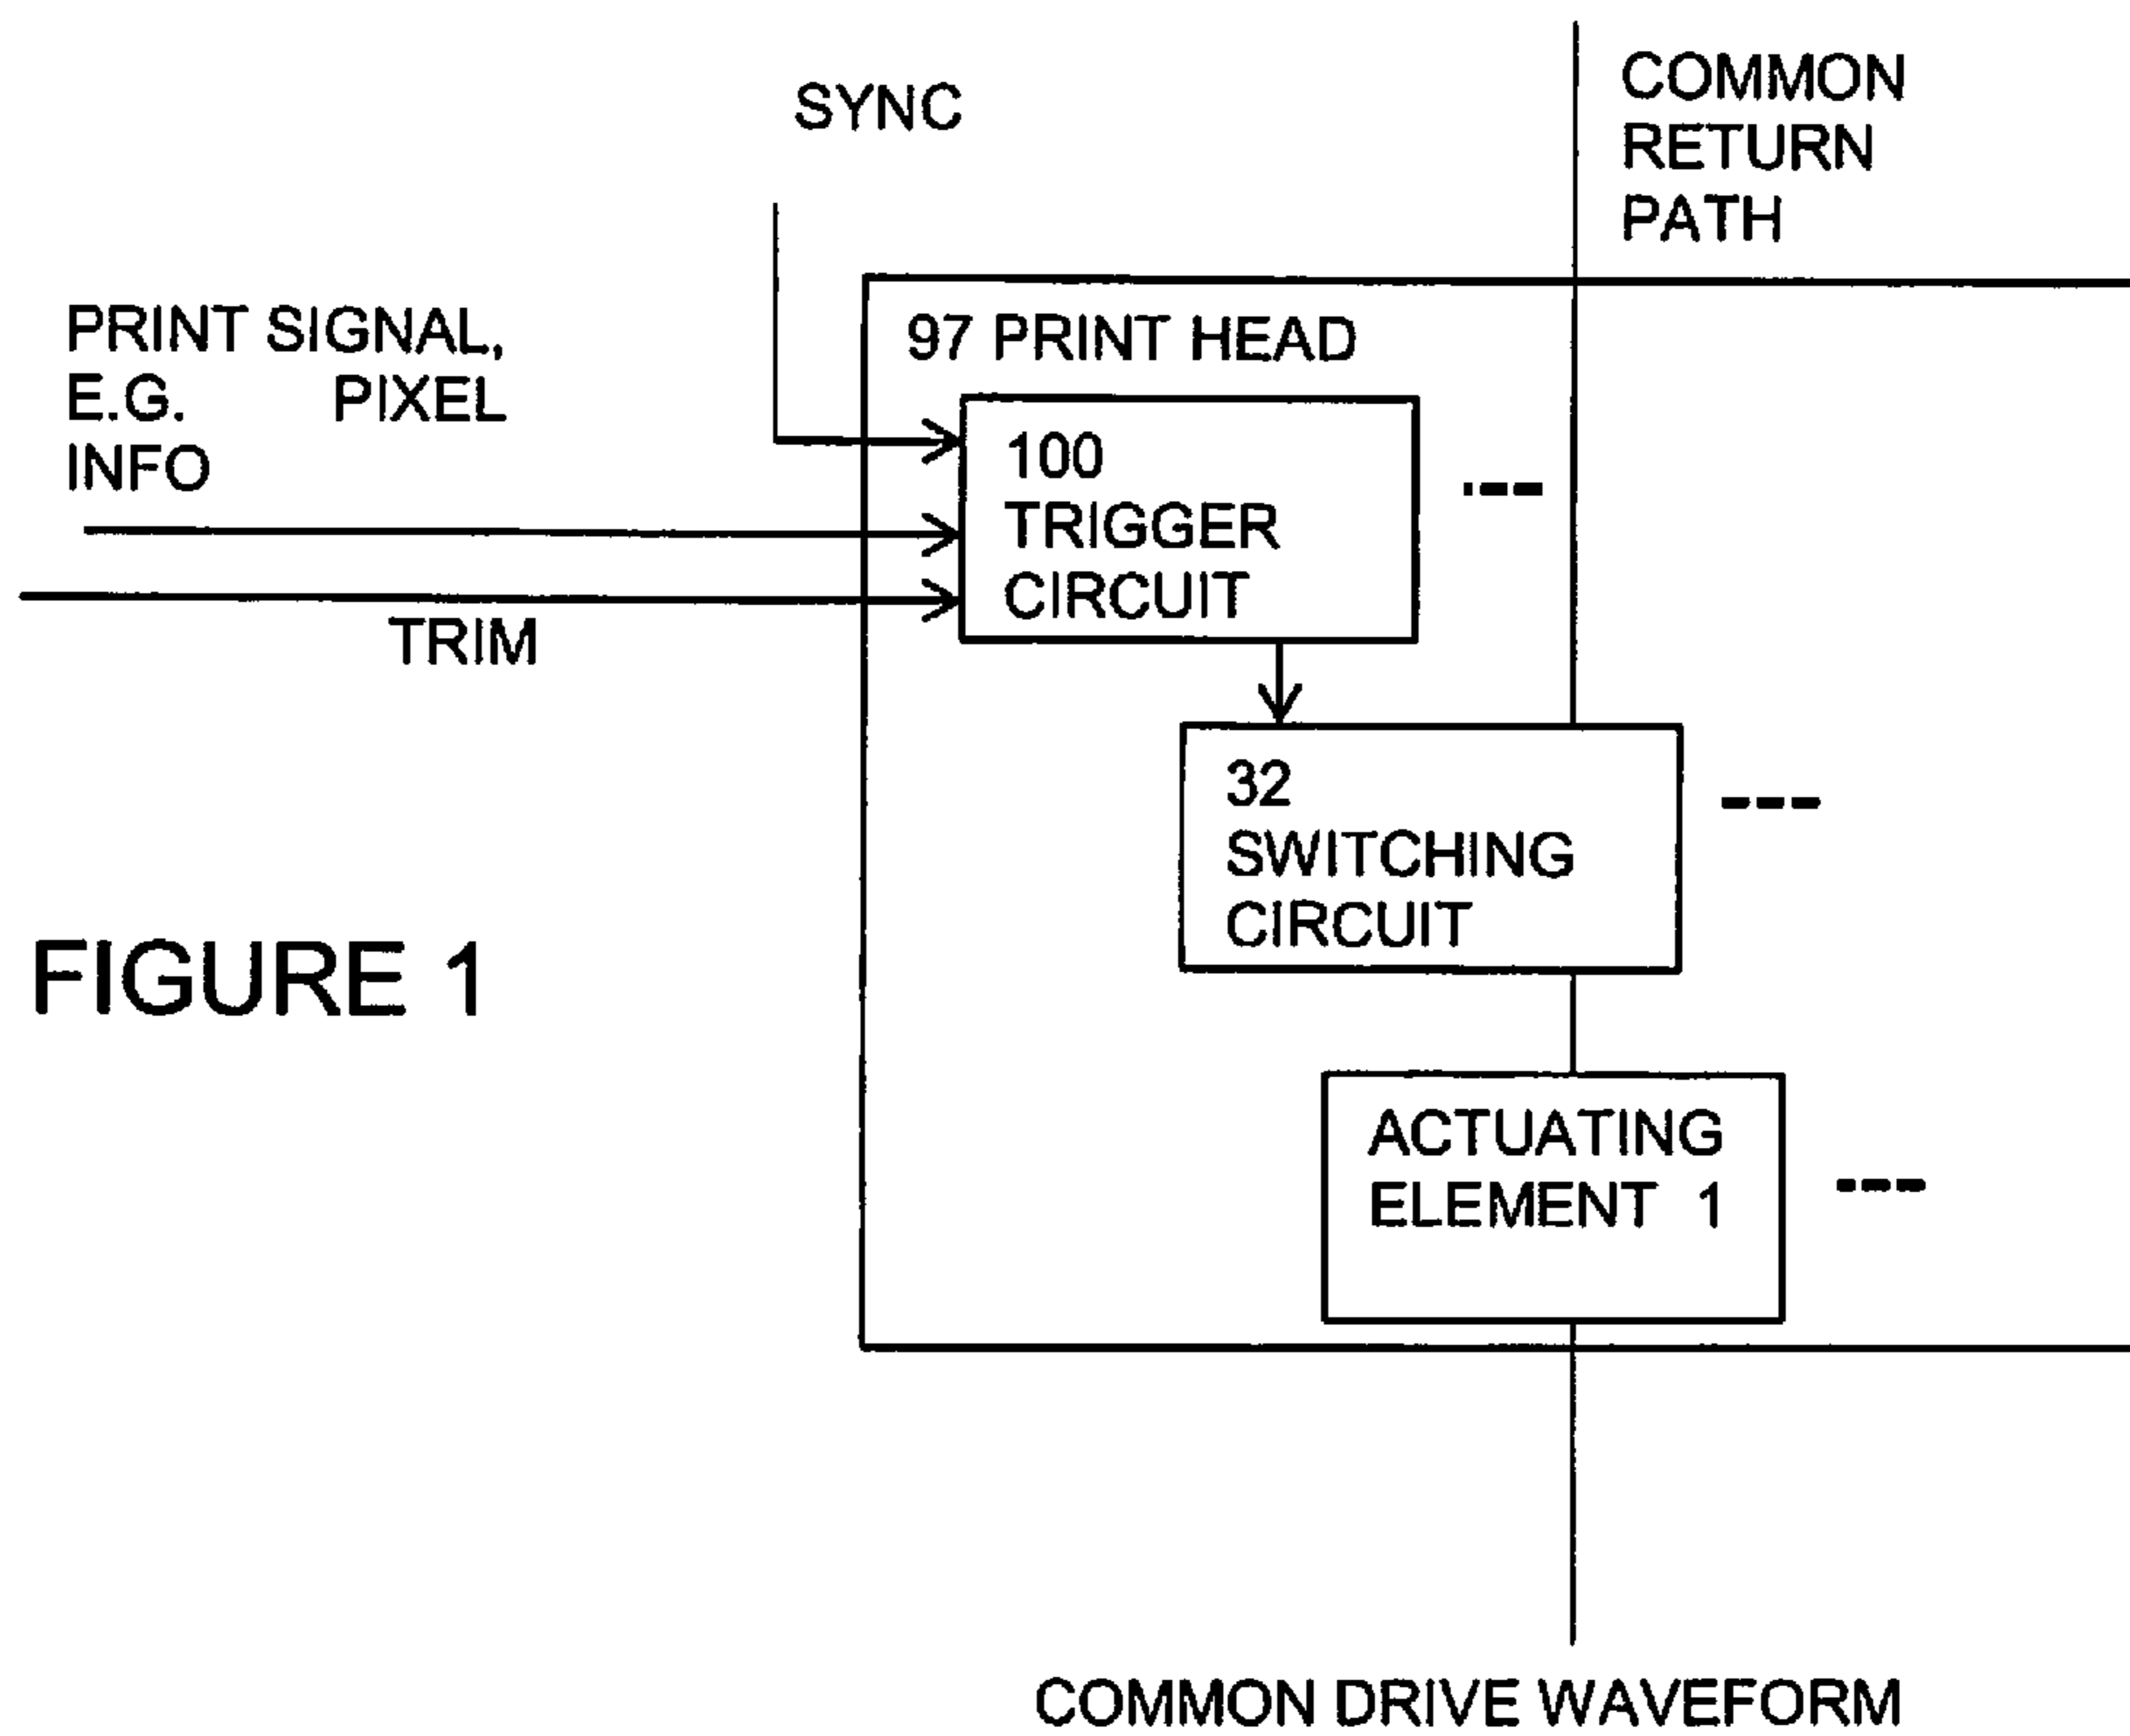 SYNC
COMMON
RETURN
PATH
PRINT SIGNAL,
E.G. PIXEL
INFO
97 PRINT HEAD
100
TRIGGER
CIRCUIT
TRIM
32
SWITCHING
CIRCUIT
FIGURE 1
ACTUATING
ELEMENT 1
COMMON DRIVE WAVEFORM